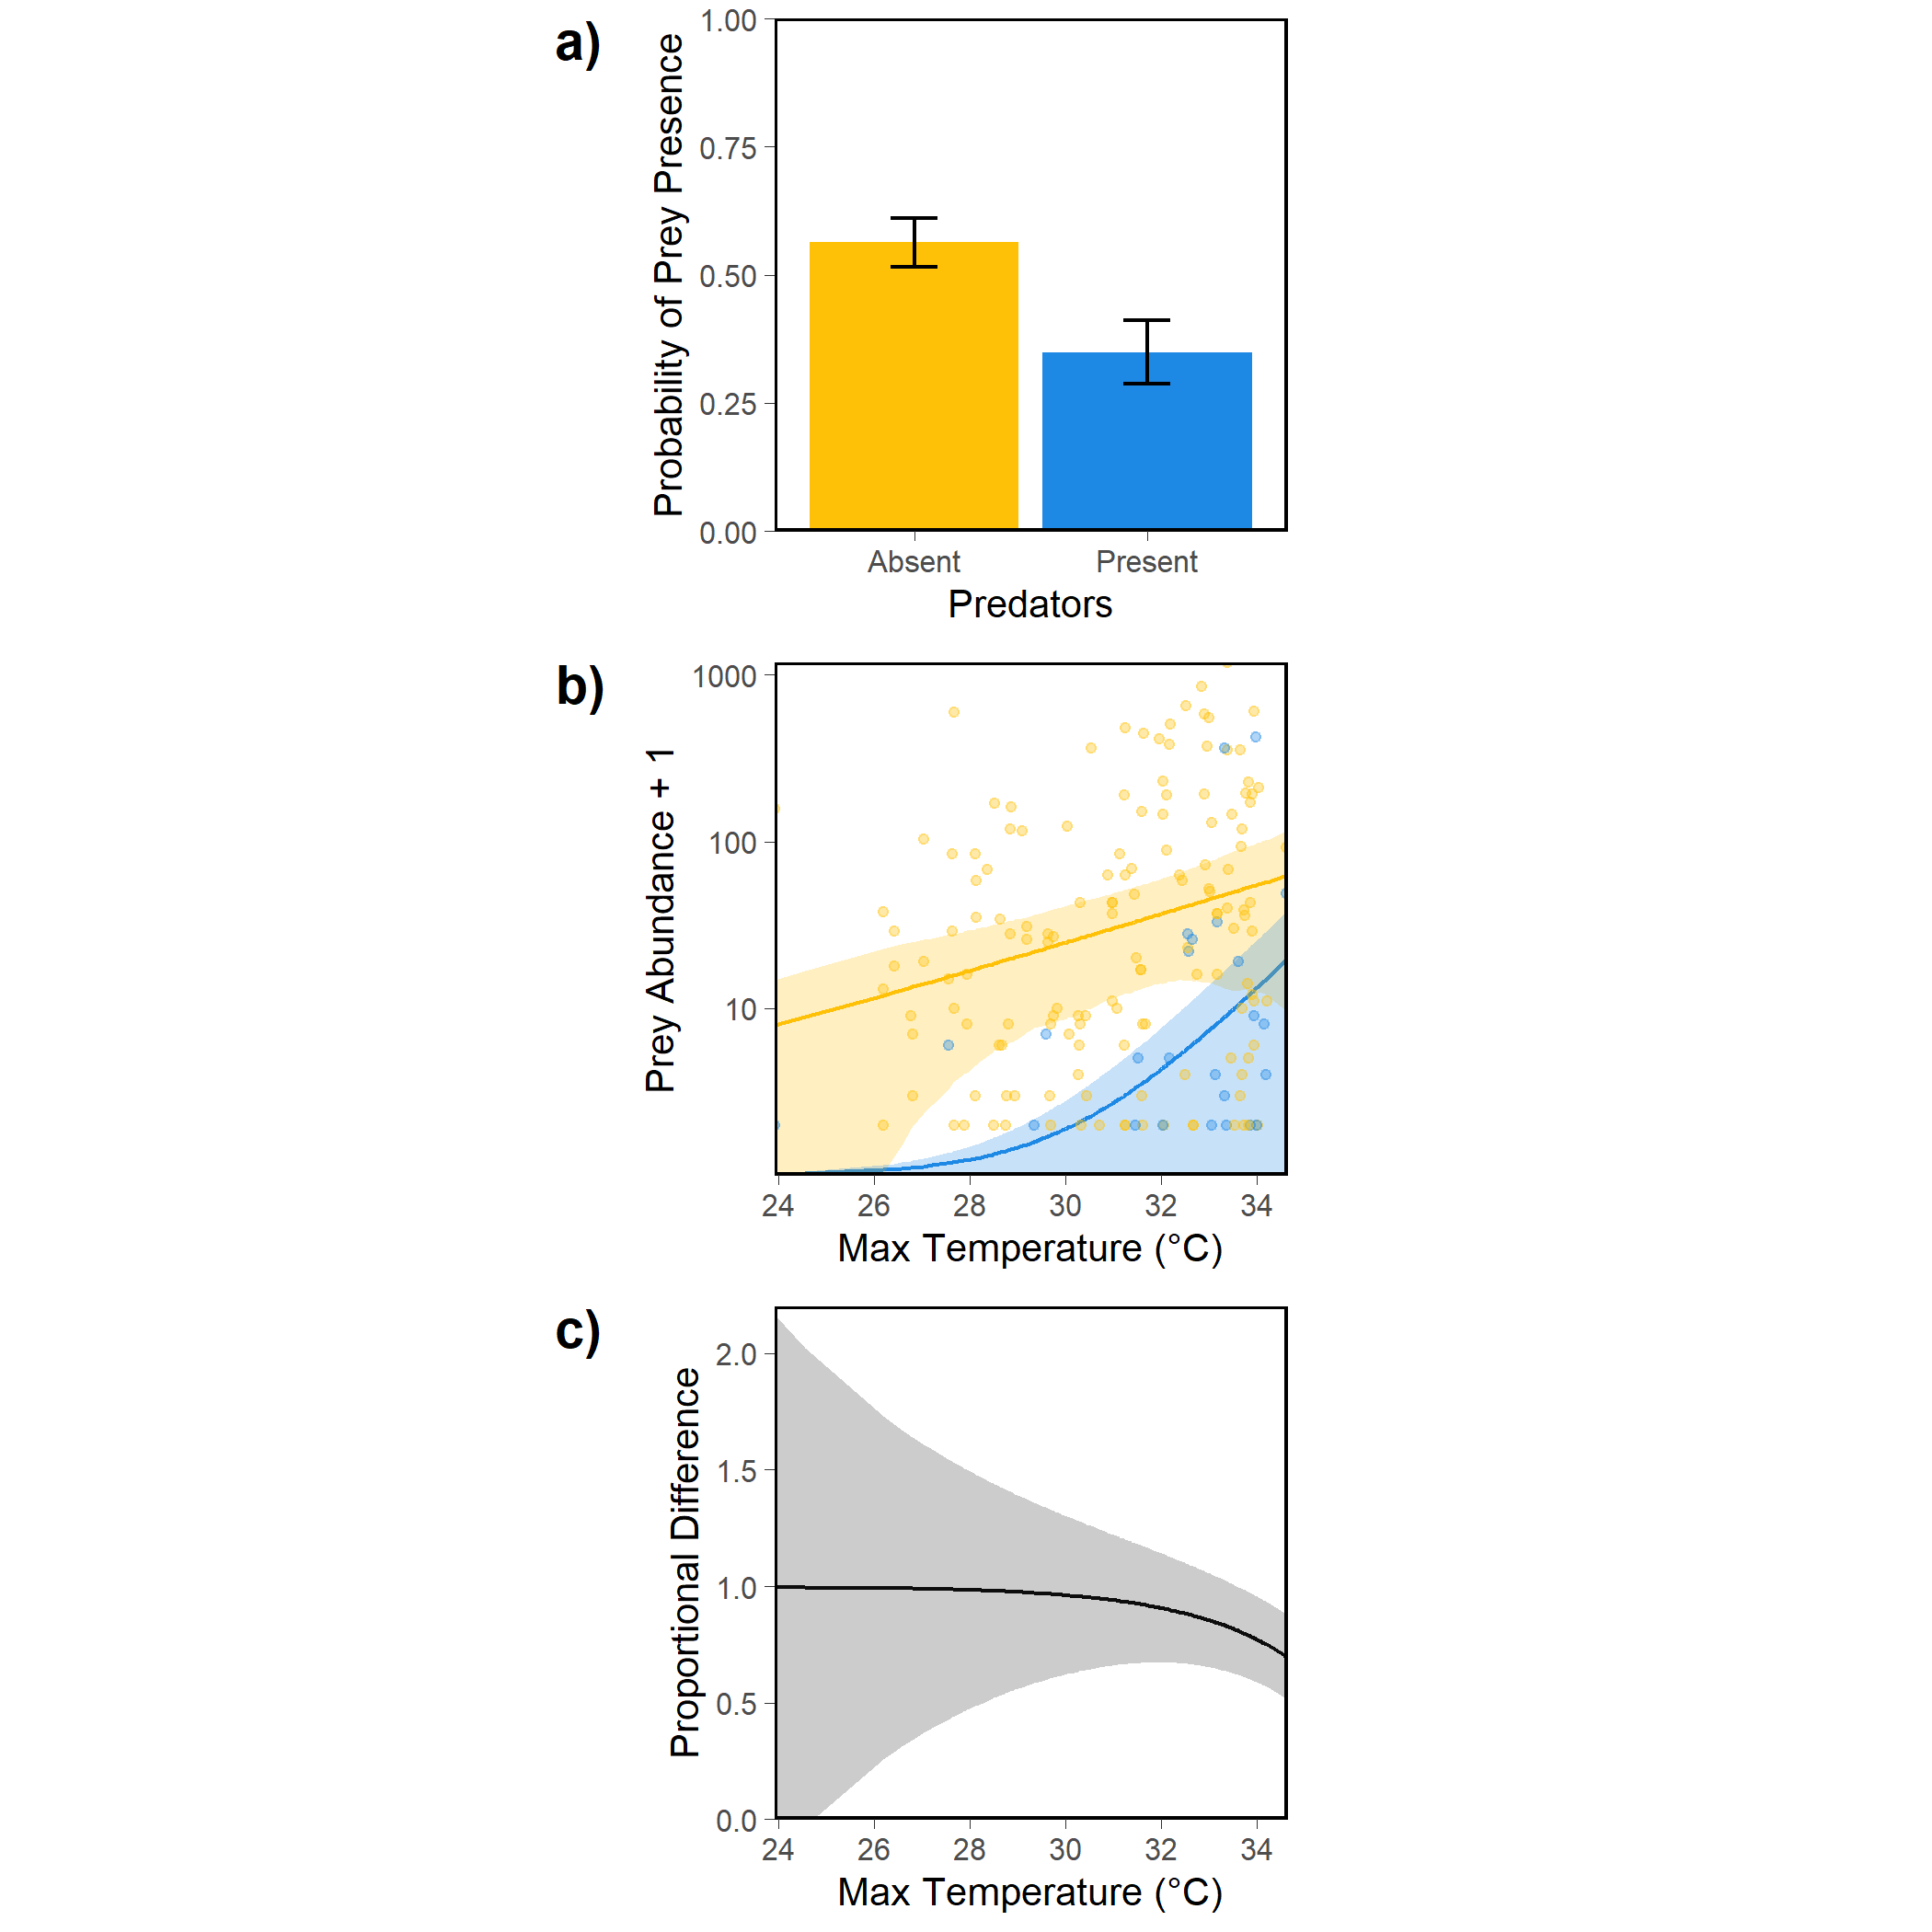 a)
Probability of Prey Presence
1.00
0.75
0.50
0.25
0.00
Absent Present
Predators
b)
Prey Abundance + 1
1000
100
10
24 26 28 30 32 34
Max Temperature (°C)
c)
Proportional Difference
2.0
1.5
1.0
0.5
0.0
24 26 28 30 32 34
Max Temperature (°C)